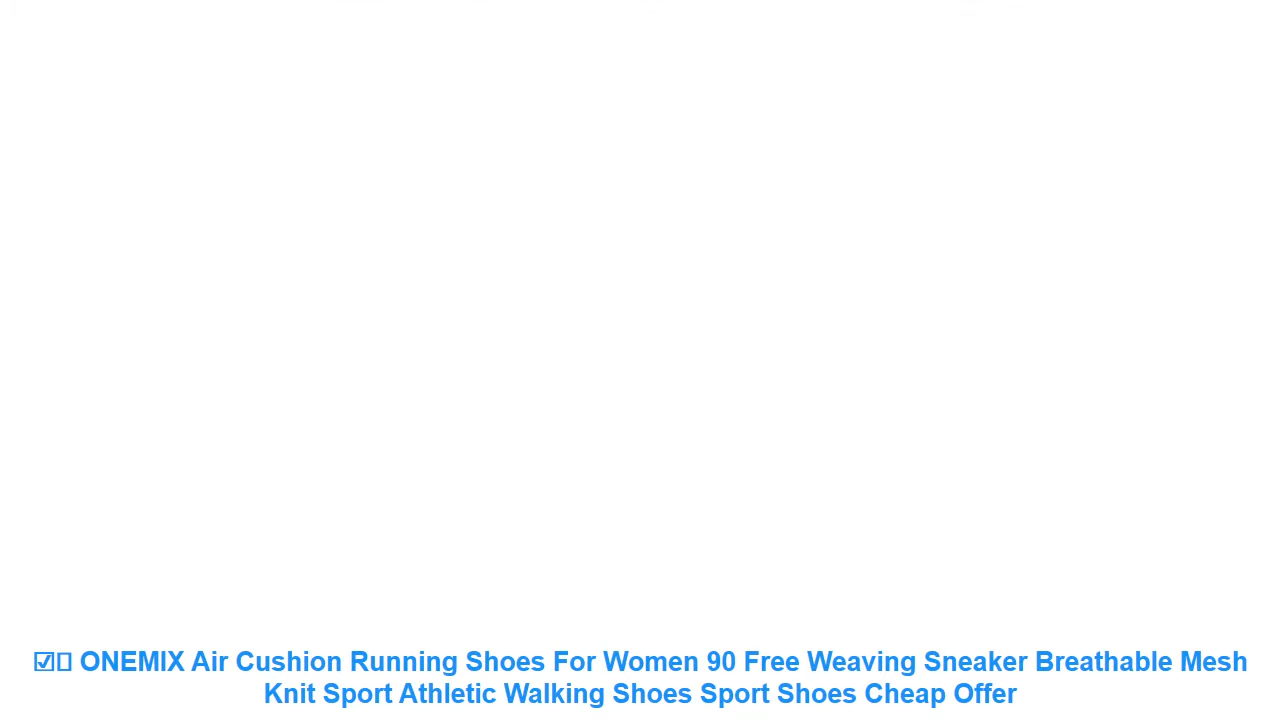 ☑️ ONEMIX Air Cushion Running Shoes For Women 90 Free Weaving Sneaker Breathable Mesh
Knit Sport Athletic Walking Shoes Sport Shoes Cheap Offer